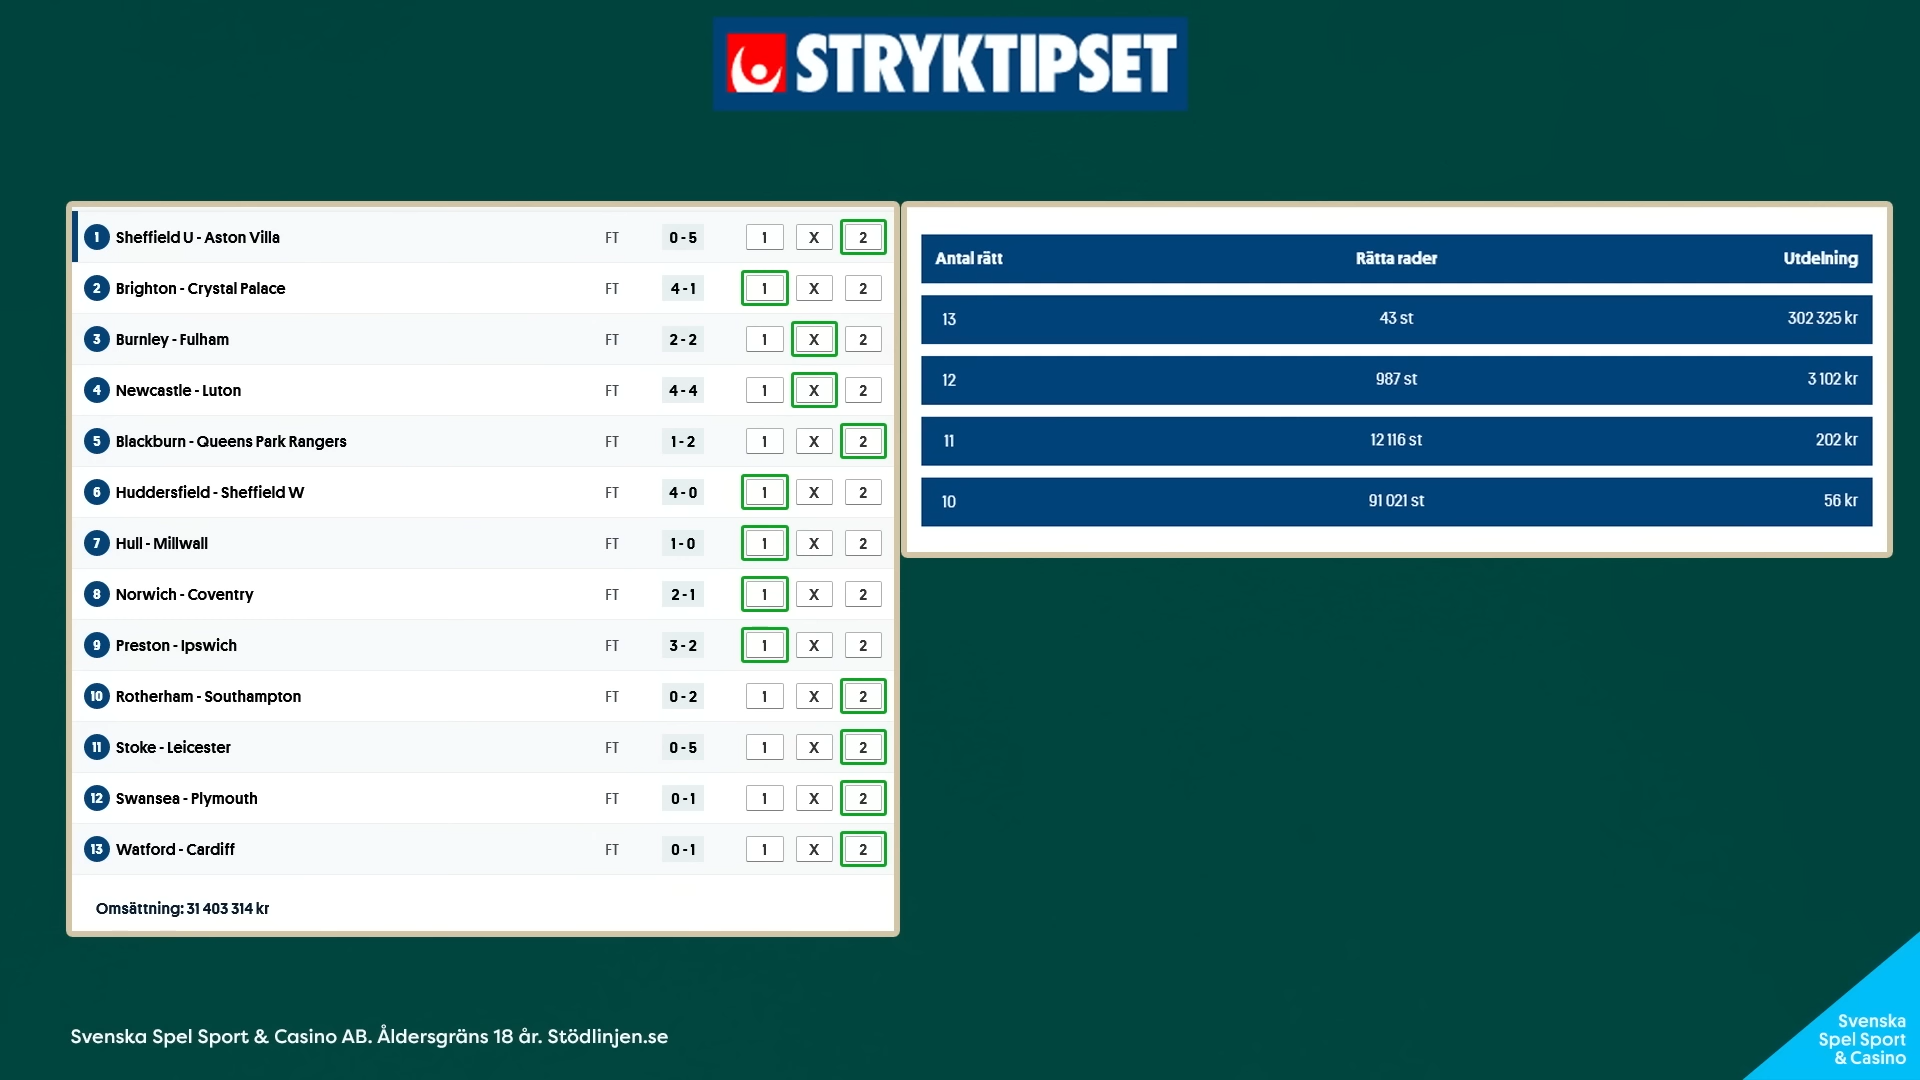 STRYKTIPSET
1 Sheffield U - Aston Villa FT 0 - 5 1 X 2
2 Brighton - Crystal Palace FT 4 - 1 1 X 2
3 Burnley - Fulham FT 2 - 2 1 X 2
4 Newcastle - Luton FT 4 - 4 1 X 2
5 Blackburn - Queens Park Rangers FT 1 - 2 1 X 2
6 Huddersfield - Sheffield W FT 4 - 0 1 X 2
7 Hull - Millwall FT 1 - 0 1 X 2
8 Norwich - Coventry FT 2 - 1 1 X 2
9 Preston - Ipswich FT 3 - 2 1 X 2
10 Rotherham - Southampton FT 0 - 2 1 X 2
11 Stoke - Leicester FT 0 - 5 1 X 2
12 Swansea - Plymouth FT 0 - 1 1 X 2
13 Watford - Cardiff FT 0 - 1 1 X 2
Omsättning: 31 403 314 kr
Antal rätt Rätta rader Utdelning
13 43 st 302 325 kr
12 987 st 3 102 kr
11 12 116 st 202 kr
10 91 021 st 56 kr
Svenska Spel Sport & Casino AB. Åldersgräns 18 år. Stödlinjen.se
Svenska
Spel Sport
& Casino